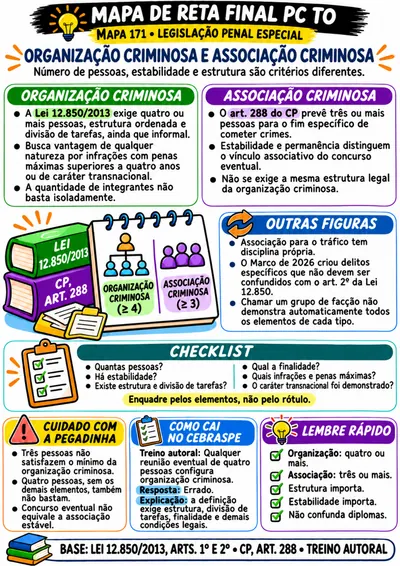 MAPA DE RETA FINAL PC TO
MAPA 171 • LEGISLAÇÃO PENAL ESPECIAL
ORGANIZAÇÃO CRIMINOSA E ASSOCIAÇÃO CRIMINOSA
Número de pessoas, estabilidade e estrutura são critérios diferentes.
ORGANIZAÇÃO CRIMINOSA
• A Lei 12.850/2013 exige quatro ou
mais pessoas, estrutura ordenada e
divisão de tarefas, ainda que informal.
• Busca vantagem de qualquer
natureza por infrações com penas
máximas superiores a quatro anos
ou de caráter transnacional.
• A quantidade de integrantes não
basta isoladamente.
ASSOCIAÇÃO CRIMINOSA
• O art. 288 do CP prevê três ou mais
pessoas para o fim específico de
cometer crimes.
• Estabilidade e permanência distinguem
o vínculo associativo do concurso
eventual.
• Não se exige a mesma estrutura legal
da organização criminosa.
LEI
12.850/2013
CP,
ART. 288
ORGANIZAÇÃO
CRIMINOSA
(≥ 4)
ASSOCIAÇÃO
CRIMINOSA
(≥ 3)
OUTRAS FIGURAS
• Associação para o tráfico tem
disciplina própria.
• O Marco de 2026 criou delitos
específicos que não devem ser
confundidos com o art. 2º da Lei
12.850.
• Chamar um grupo de facção não
demonstra automaticamente todos
os elementos de cada tipo.
CHECKLIST
• Quantas pessoas?
• Há estabilidade?
• Existe estrutura e divisão de tarefas?
• Qual a finalidade?
• Quais infrações e penas máximas?
• O caráter transnacional foi demonstrado?
Enquadre pelos elementos, não pelo rótulo.
CUIDADO COM
A PEGADINHA
• Três pessoas não
satisfazem o mínimo da
organização criminosa.
• Quatro pessoas, sem os
demais elementos, também
não bastam.
• Concurso eventual não
equivale a associação
estável.
COMO CAI
NO CEBRASPE
Treino autoral: Qualquer
reunião eventual de quatro
pessoas configura
organização criminosa.
Resposta: Errado.
Explicação: a definição
exige estrutura, divisão de
tarefas, finalidade e demais
condições legais.
LEMBRE RÁPIDO
Organização: quatro ou
mais.
Associação: três ou mais.
Estrutura importa.
Estabilidade importa.
Não confunda diplomas.
BASE: LEI 12.850/2013, ARTS. 1º E 2º • CP, ART. 288 • TREINO AUTORAL